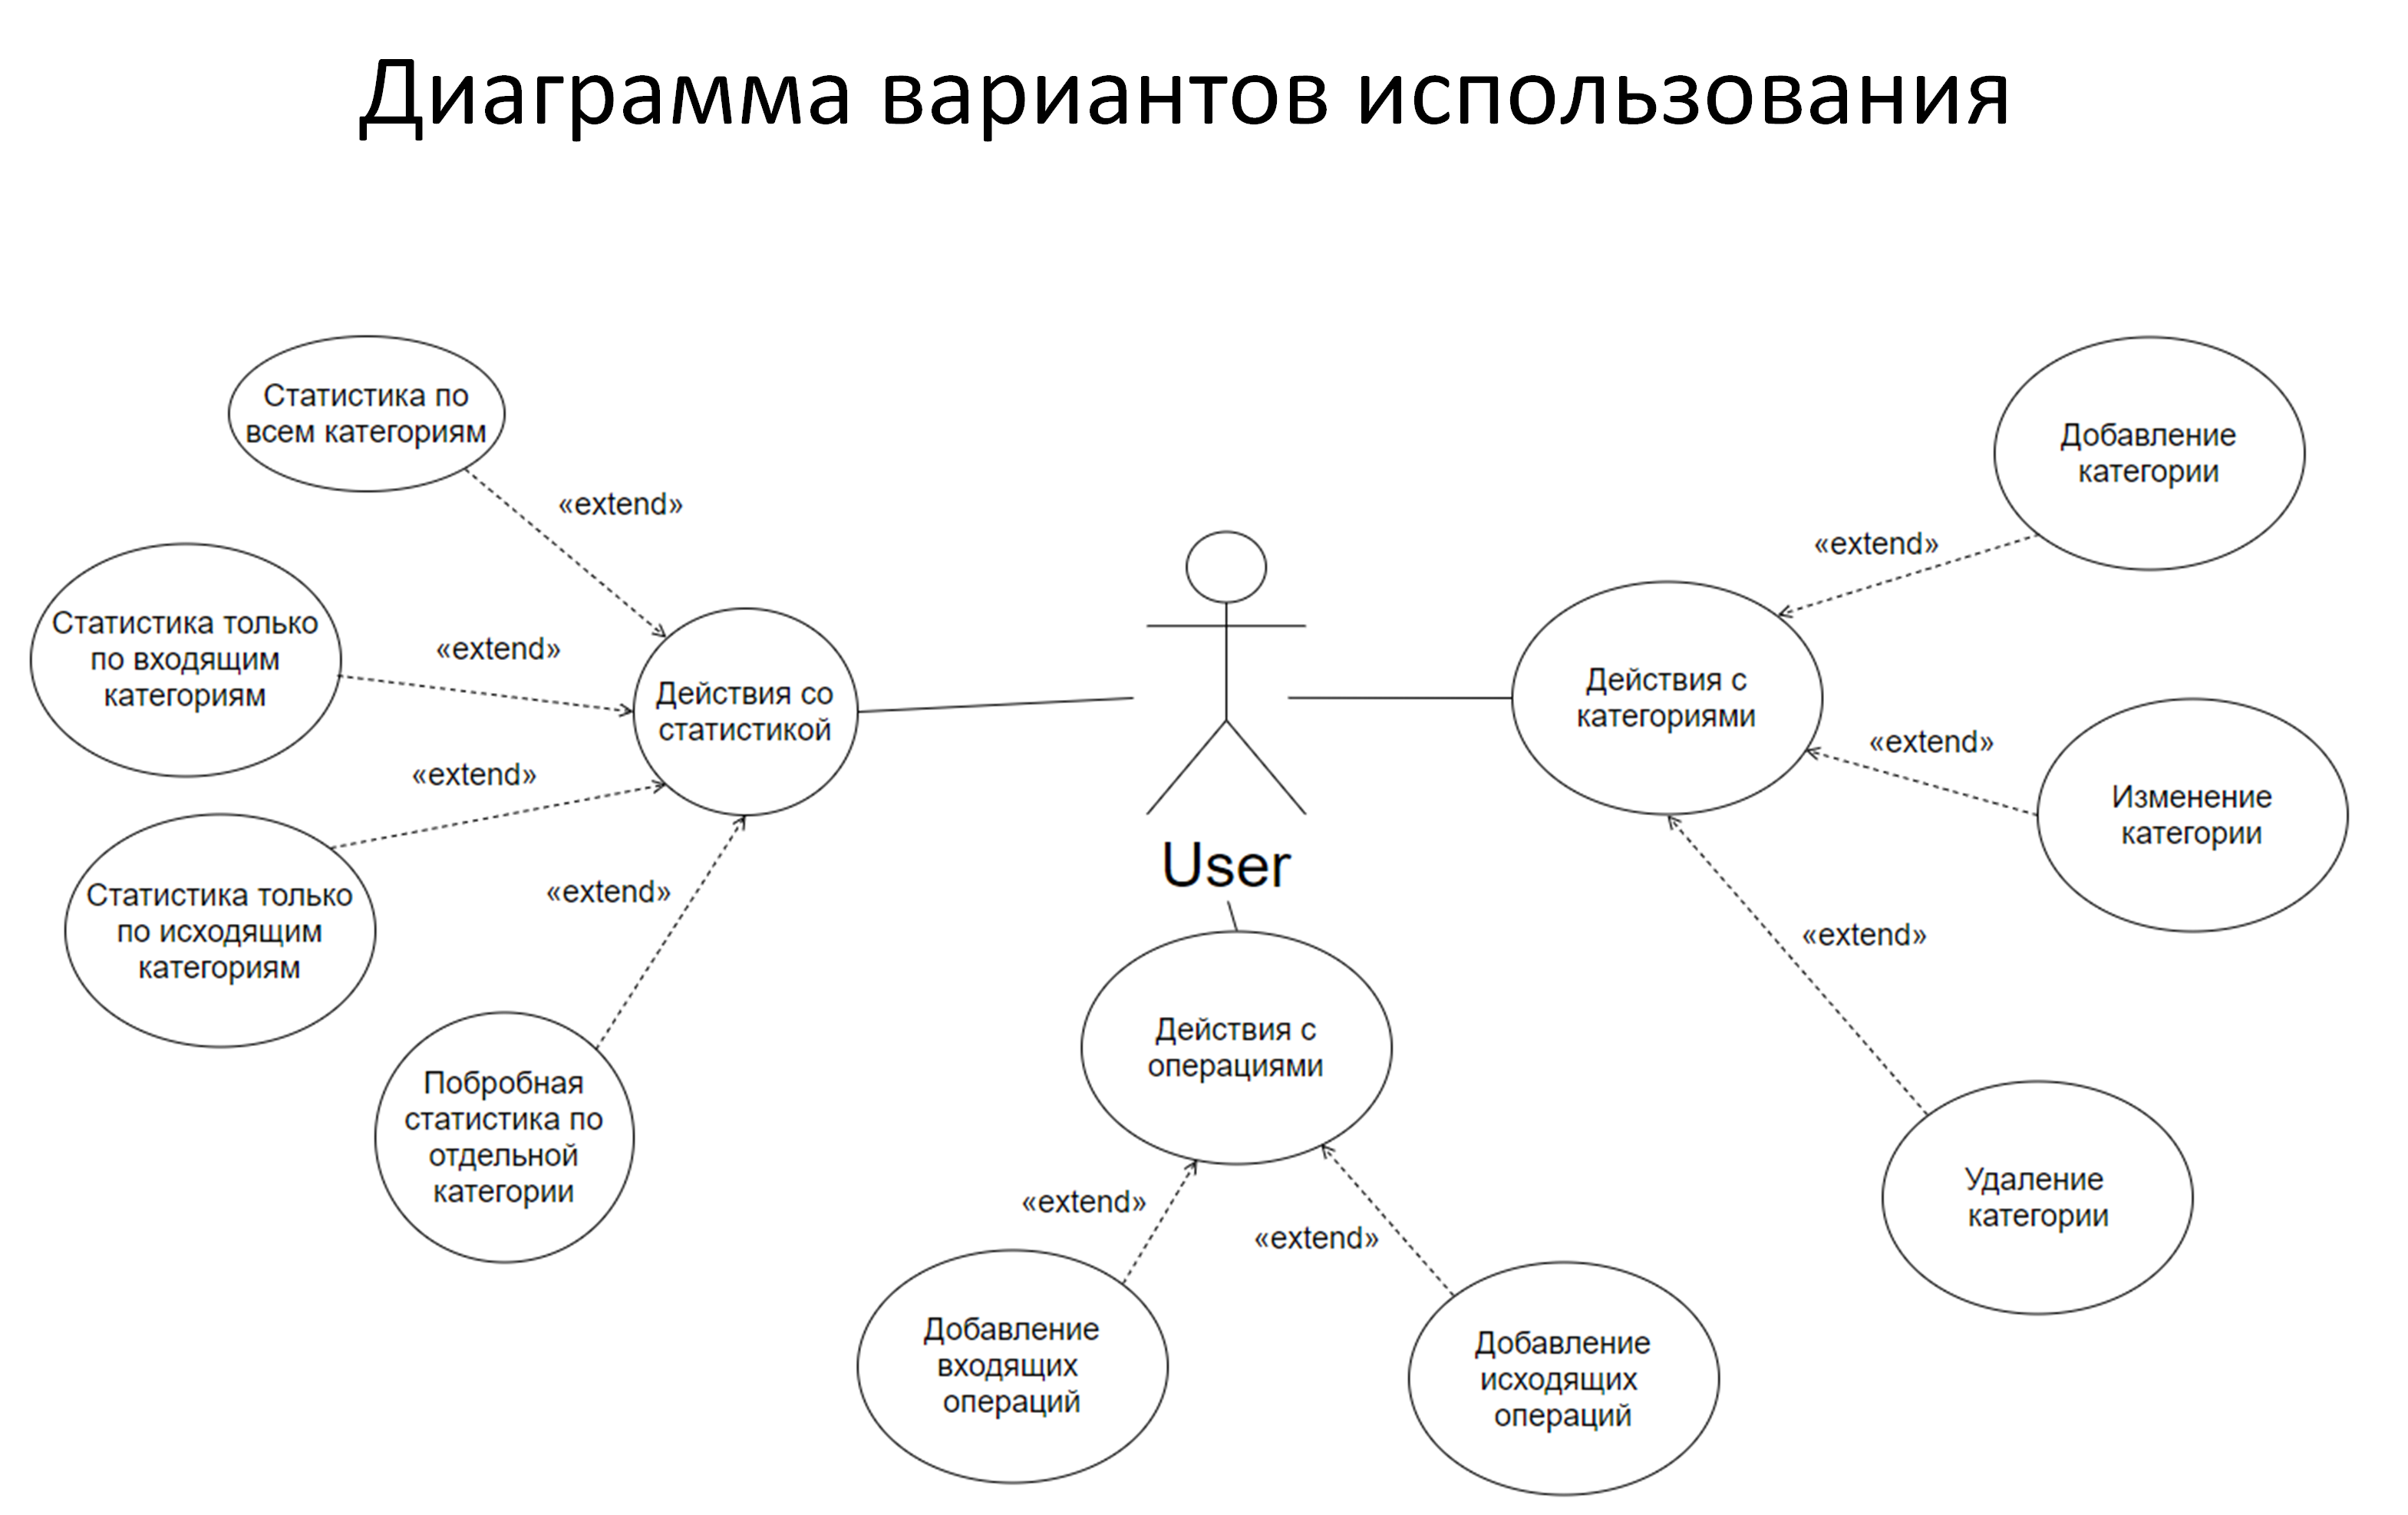 Диаграмма вариантов использования
Статистика по
всем категориям
«extend»
Статистика только
по входящим
категориям
«extend»
Статистика только
по исходящим
категориям
«extend»
Побробная
статистика по
отдельной
категории
«extend»
Действия со
статистикой
User
Действия с
операциями
«extend»
«extend»
Добавление
входящих
операций
Добавление
исходящих
операций
Действия с
категориями
«extend»
Добавление
категории
«extend»
Изменение
категории
«extend»
Удаление
категории